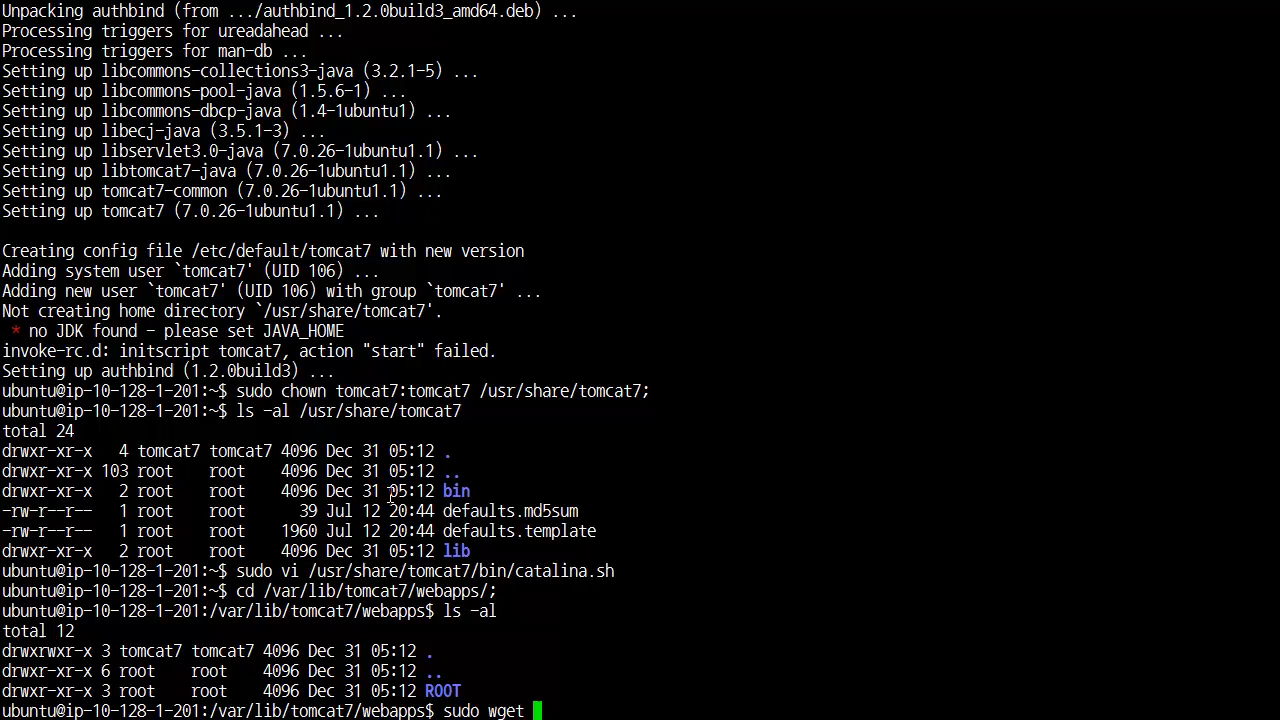 Unpacking authbind (from .../authbind_1.2.0build3_amd64.deb) ...
Processing triggers for ureadahead ...
Processing triggers for man-db ...
Setting up libcommons-collections3-java (3.2.1-5) ...
Setting up libcommons-pool-java (1.5.6-1) ...
Setting up libcommons-dbcp-java (1.4-1ubuntu1) ...
Setting up libecj-java (3.5.1-3) ...
Setting up libservlet3.0-java (7.0.26-1ubuntu1.1) ...
Setting up libtomcat7-java (7.0.26-1ubuntu1.1) ...
Setting up tomcat7-common (7.0.26-1ubuntu1.1) ...
Setting up tomcat7 (7.0.26-1ubuntu1.1) ...

Creating config file /etc/default/tomcat7 with new version
Adding system user `tomcat7' (UID 106) ...
Adding new user `tomcat7' (UID 106) with group `tomcat7' ...
Not creating home directory `/usr/share/tomcat7'.
 * no JDK found - please set JAVA_HOME
invoke-rc.d: initscript tomcat7, action "start" failed.
Setting up authbind (1.2.0build3) ...
ubuntu@ip-10-128-1-201:~$ sudo chown tomcat7:tomcat7 /usr/share/tomcat7;
ubuntu@ip-10-128-1-201:~$ ls -al /usr/share/tomcat7
total 24
drwxr-xr-x   4 tomcat7 tomcat7 4096 Dec 31 05:12 .
drwxr-xr-x 103 root    root    4096 Dec 31 05:12 ..
drwxr-xr-x   2 root    root    4096 Dec 31 05:12 bin
-rw-r--r--   1 root    root      39 Jul 12 20:44 defaults.md5sum
-rw-r--r--   1 root    root    1960 Jul 12 20:44 defaults.template
drwxr-xr-x   2 root    root    4096 Dec 31 05:12 lib
ubuntu@ip-10-128-1-201:~$ sudo vi /usr/share/tomcat7/bin/catalina.sh
ubuntu@ip-10-128-1-201:~$ cd /var/lib/tomcat7/webapps/;
ubuntu@ip-10-128-1-201:/var/lib/tomcat7/webapps$ ls -al
total 12
drwxrwxr-x 3 tomcat7 tomcat7 4096 Dec 31 05:12 .
drwxr-xr-x 6 root    root    4096 Dec 31 05:12 ..
drwxr-xr-x 3 root    root    4096 Dec 31 05:12 ROOT
ubuntu@ip-10-128-1-201:/var/lib/tomcat7/webapps$ sudo wget